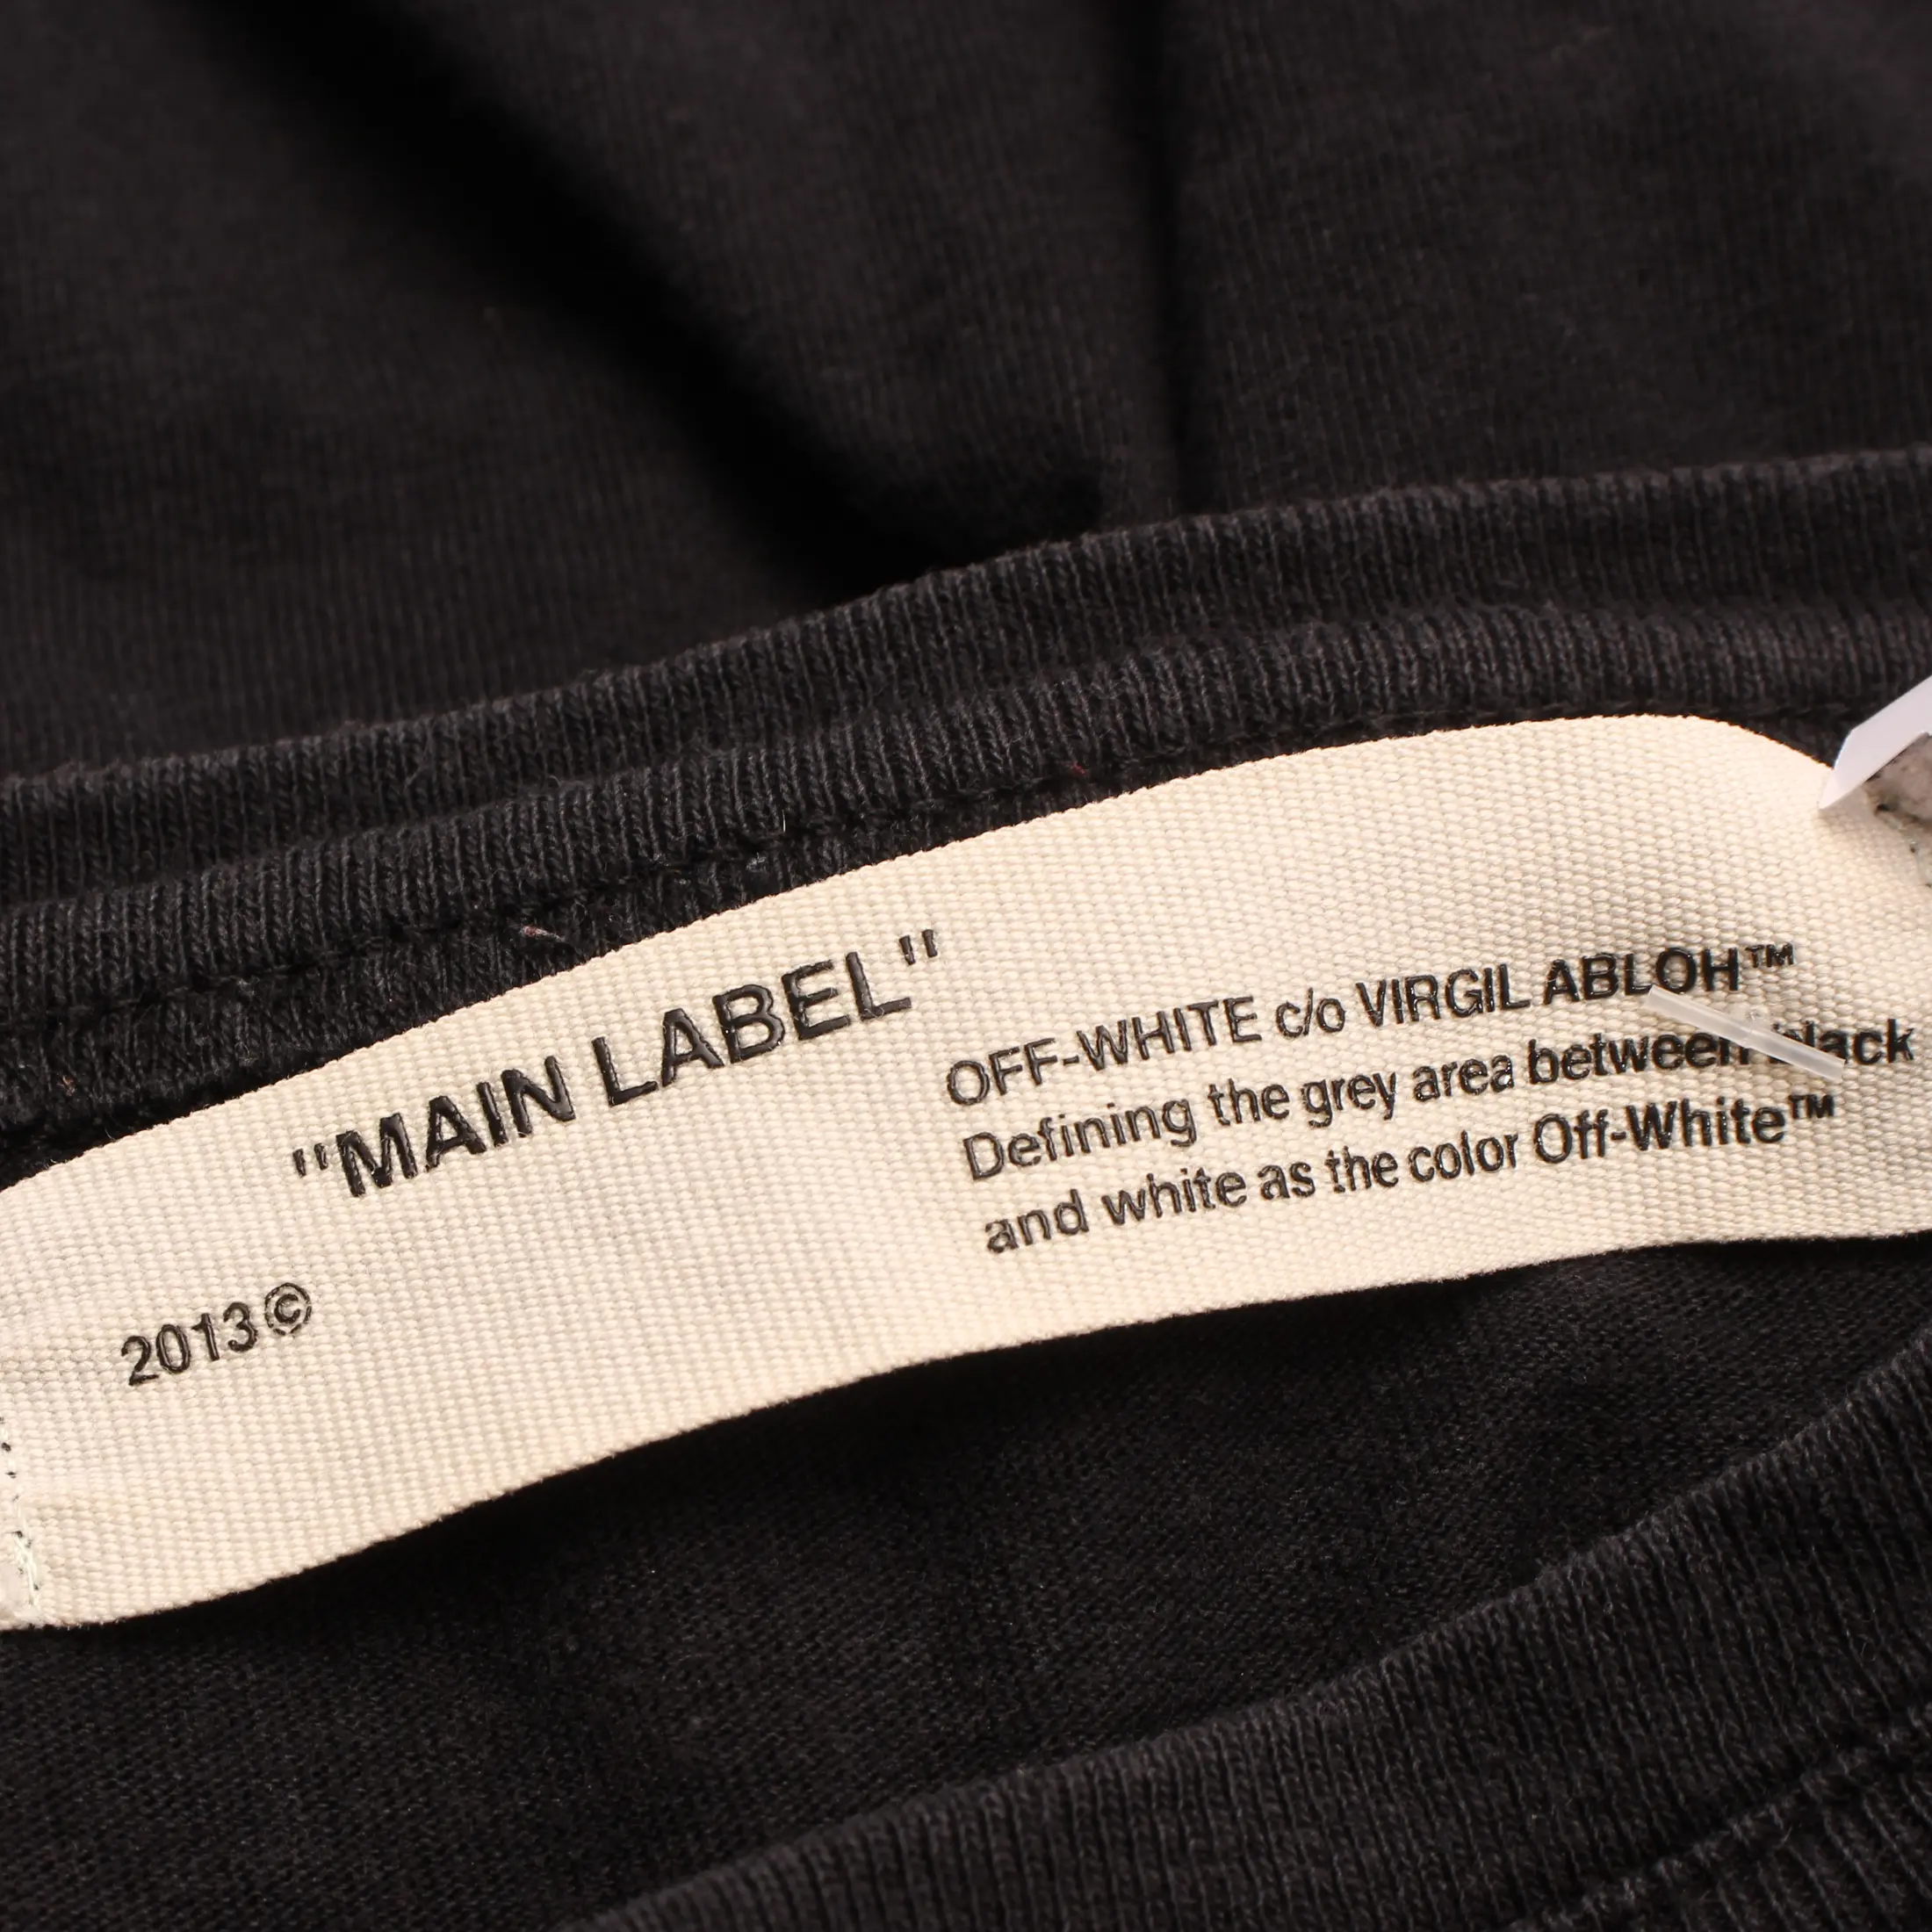 "MAIN LABEL"
OFF-WHITE c/o VIRGIL ABLOH™
Defining the grey area between black
and white as the color Off-White™
2013©